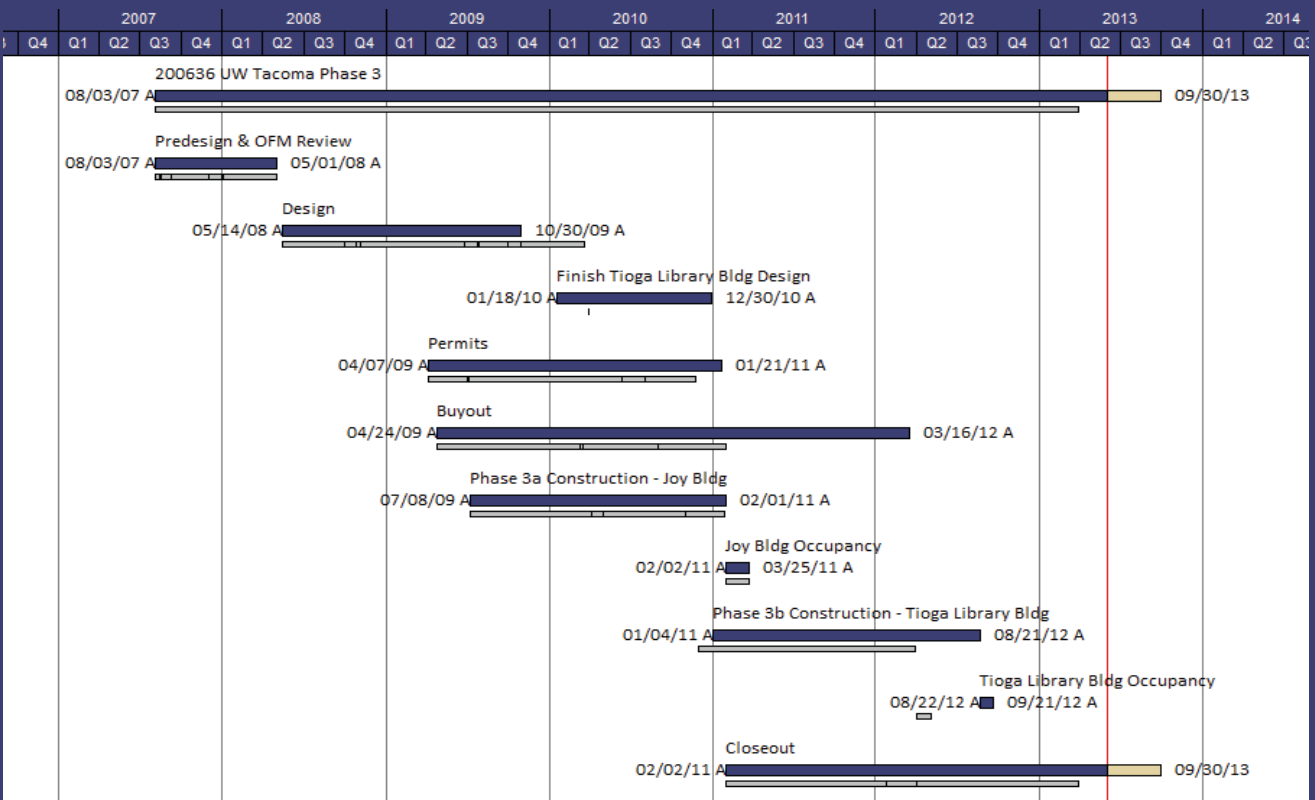 2007 2008 2009 2010 2011 2012 2013 2014
Q4 Q1 Q2 Q3 Q4 Q1 Q2 Q3 Q4 Q1 Q2 Q3 Q4 Q1 Q2 Q3 Q4 Q1 Q2 Q3 Q4 Q1 Q2 Q3 Q4 Q1 Q2 Q3 Q4 Q1 Q2
200636 UW Tacoma Phase 3
08/03/07 A 09/30/13
Predesign & OFM Review
08/03/07 A 05/01/08 A
Design
05/14/08 A 10/30/09 A
Finish Tioga Library Bldg Design
01/18/10 A 12/30/10 A
Permits
04/07/09 A 01/21/11 A
Buyout
04/24/09 A 03/16/12 A
Phase 3a Construction - Joy Bldg
07/08/09 A 02/01/11 A
Joy Bldg Occupancy
02/02/11 A 03/25/11 A
Phase 3b Construction - Tioga Library Bldg
01/04/11 A 08/21/12 A
Tioga Library Bldg Occupancy
08/22/12 A 09/21/12 A
Closeout
02/02/11 A 09/30/13